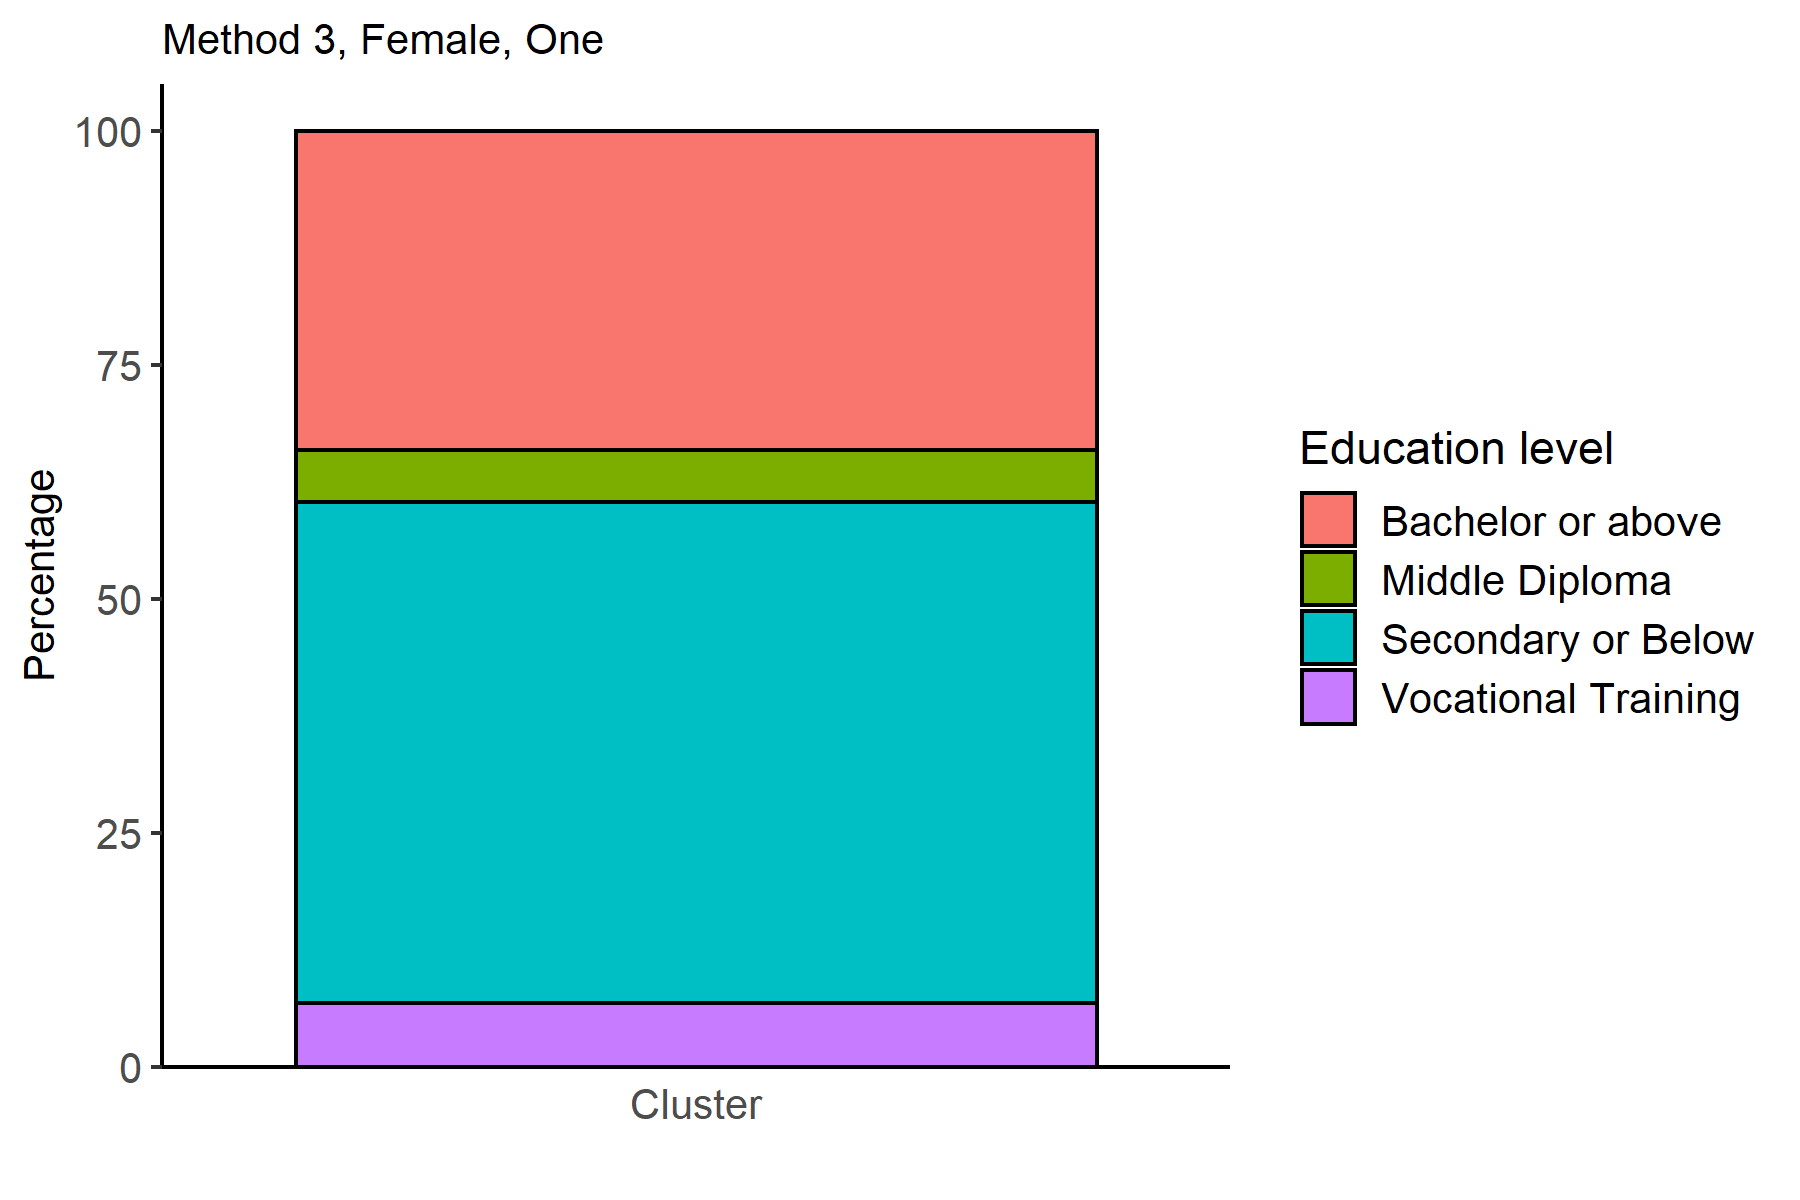 Method 3, Female, One
100
75
50
25
0
Percentage
Cluster
Education level
Bachelor or above
Middle Diploma
Secondary or Below
Vocational Training